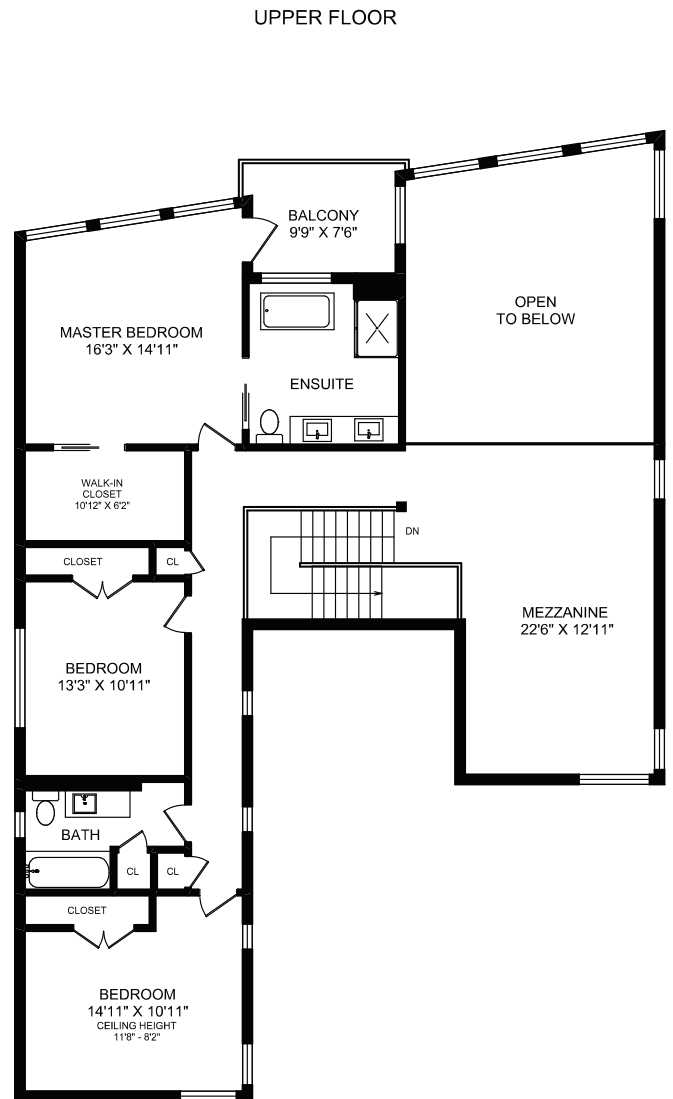 UPPER FLOOR
BALCONY
9'9" X 7'6"
OPEN
TO BELOW
MASTER BEDROOM
16'3" X 14'11"
ENSUITE
WALK-IN
CLOSET
10'12" X 6'2"
DN
CLOSET
CL
MEZZANINE
22'6" X 12'11"
BEDROOM
13'3" X 10'11"
BATH
CL
CL
CLOSET
BEDROOM
14'11" X 10'11"
CEILING HEIGHT
11'8" - 8'2"